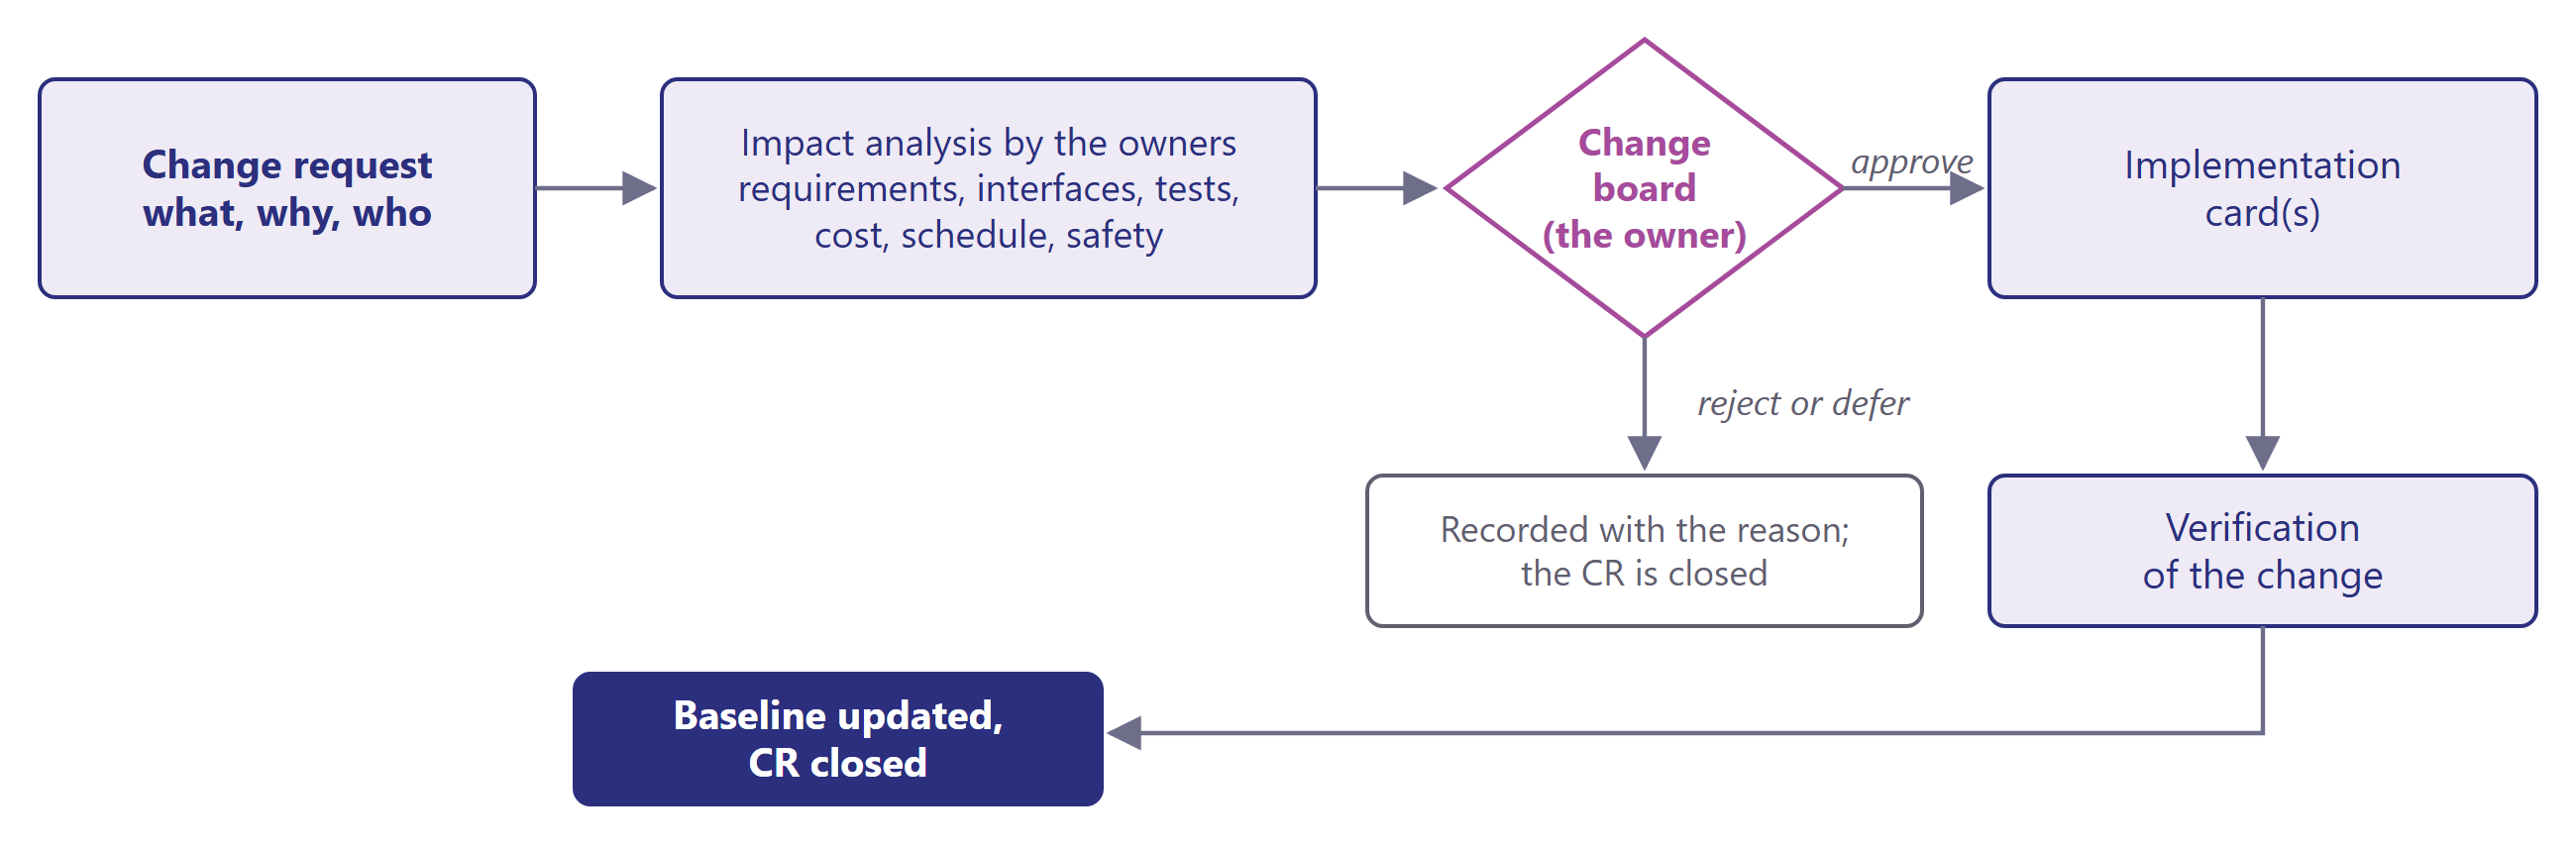 Change request
what, why, who
Impact analysis by the owners
requirements, interfaces, tests,
cost, schedule, safety
Change
board
(the owner)
approve
Implementation
card(s)
reject or defer
Recorded with the reason;
the CR is closed
Verification
of the change
Baseline updated,
CR closed